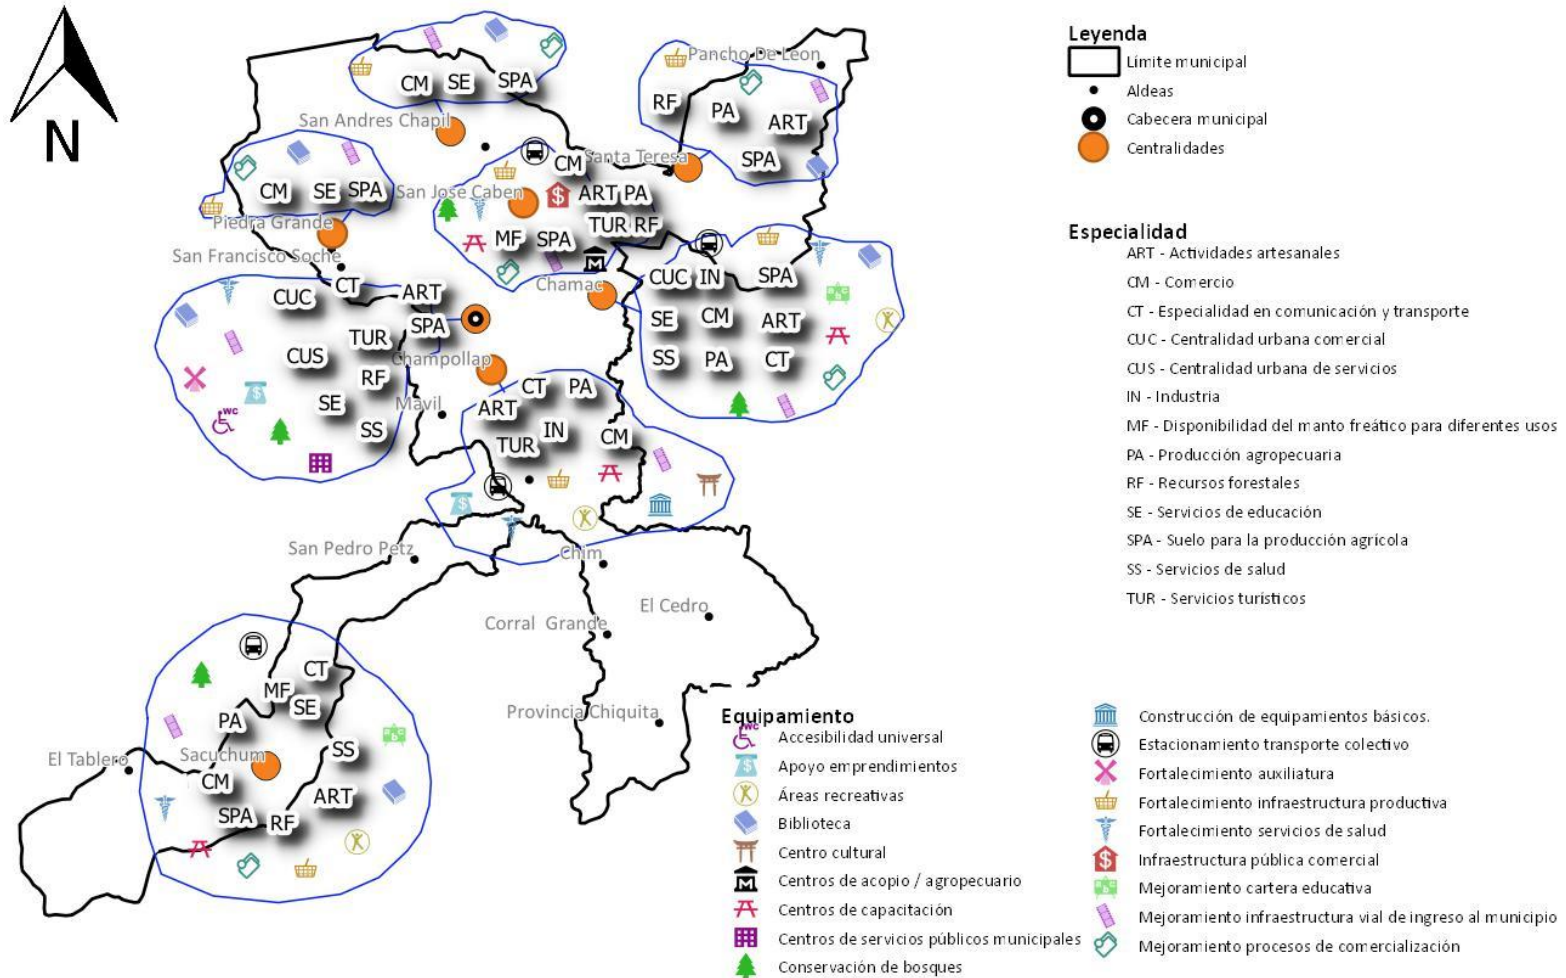 N
Pancho De Leon
CM SE SPA
RF PA ART
SPA
San Andres Chapil
Santa Teresa
CM
CM SE SPA
San Jose Caben
ART PA
TUR RF
MF SPA
Piedra Grande
San Francisco Soche
Chamac
CT
CUC
ART
SPA
TUR
CUS
RF
SE
SS
CUC IN SPA
SE CM ART
SS PA CT
Champollap
Mavil
CT PA
ART
IN
TUR
CM
wc
San Pedro Petz
Chim
El Cedro
Corral Grande
Provincia Chiquita
CT
MF
SE
PA
SS
Sacuchum
El Tablero
CM
ART
SPA
RF
Leyenda
Límite municipal
Aldeas
Cabecera municipal
Centralidades
Especialidad
ART - Actividades artesanales
CM - Comercio
CT - Especialidad en comunicación y transporte
CUC - Centralidad urbana comercial
CUS - Centralidad urbana de servicios
IN - Industria
MF - Disponibilidad del manto freático para diferentes usos
PA - Producción agropecuaria
RF - Recursos forestales
SE - Servicios de educación
SPA - Suelo para la producción agrícola
SS - Servicios de salud
TUR - Servicios turísticos
Equipamiento
wc Accesibilidad universal
Apoyo emprendimientos
Áreas recreativas
Biblioteca
Centro cultural
Centros de acopio / agropecuario
Centros de capacitación
Centros de servicios públicos municipales
Conservación de bosques
Construcción de equipamientos básicos.
Estacionamiento transporte colectivo
Fortalecimiento auxiliatura
Fortalecimiento infraestructura productiva
Fortalecimiento servicios de salud
Infraestructura pública comercial
Mejoramiento cartera educativa
Mejoramiento infraestructura vial de ingreso al municipio
Mejoramiento procesos de comercialización